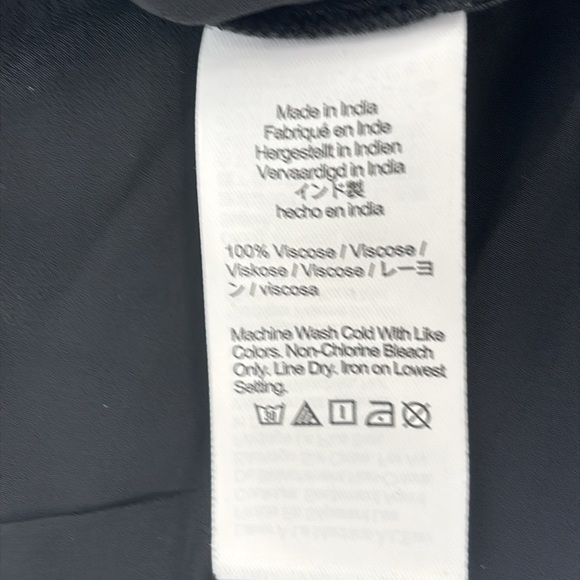 Made in India
Fabriqué en Inde
Hergestellt in Indien
Vervaardigd in India
インド製
hecho en india
100% Viscose / Viscose /
Viskose / Viscose / レーヨ
ン / viscosa
Machine Wash Cold With Like
Colors. Non-Chlorine Bleach
Only. Line Dry. Iron on Lowest
Setting.